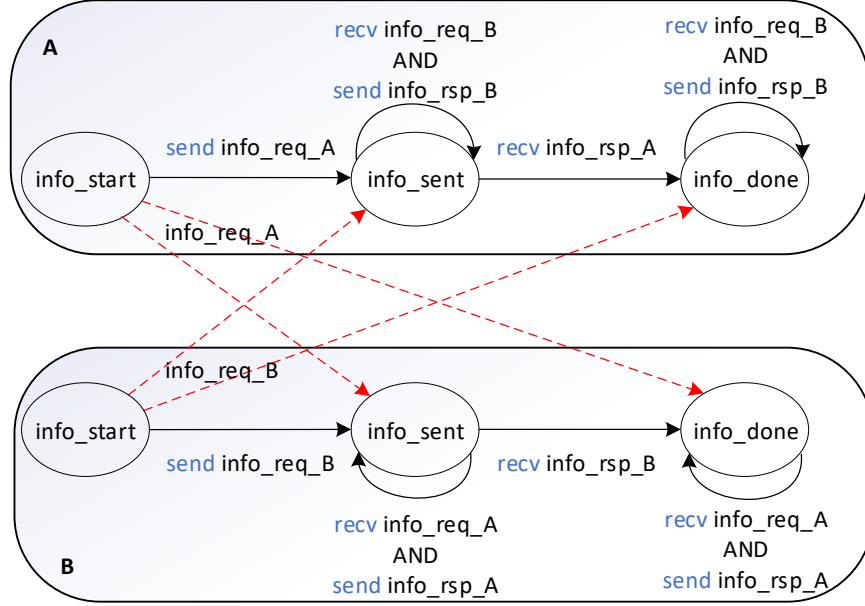 A
recv info_req_B
AND
send info_rsp_B
recv info_req_B
AND
send info_rsp_B
send info_req_A
recv info_rsp_A
info_start
info_sent
info_done
info_req_A
info_req_B
info_start
info_sent
info_done
send info_req_B
recv info_rsp_B
recv info_req_A
AND
send info_rsp_A
recv info_req_A
AND
send info_rsp_A
B